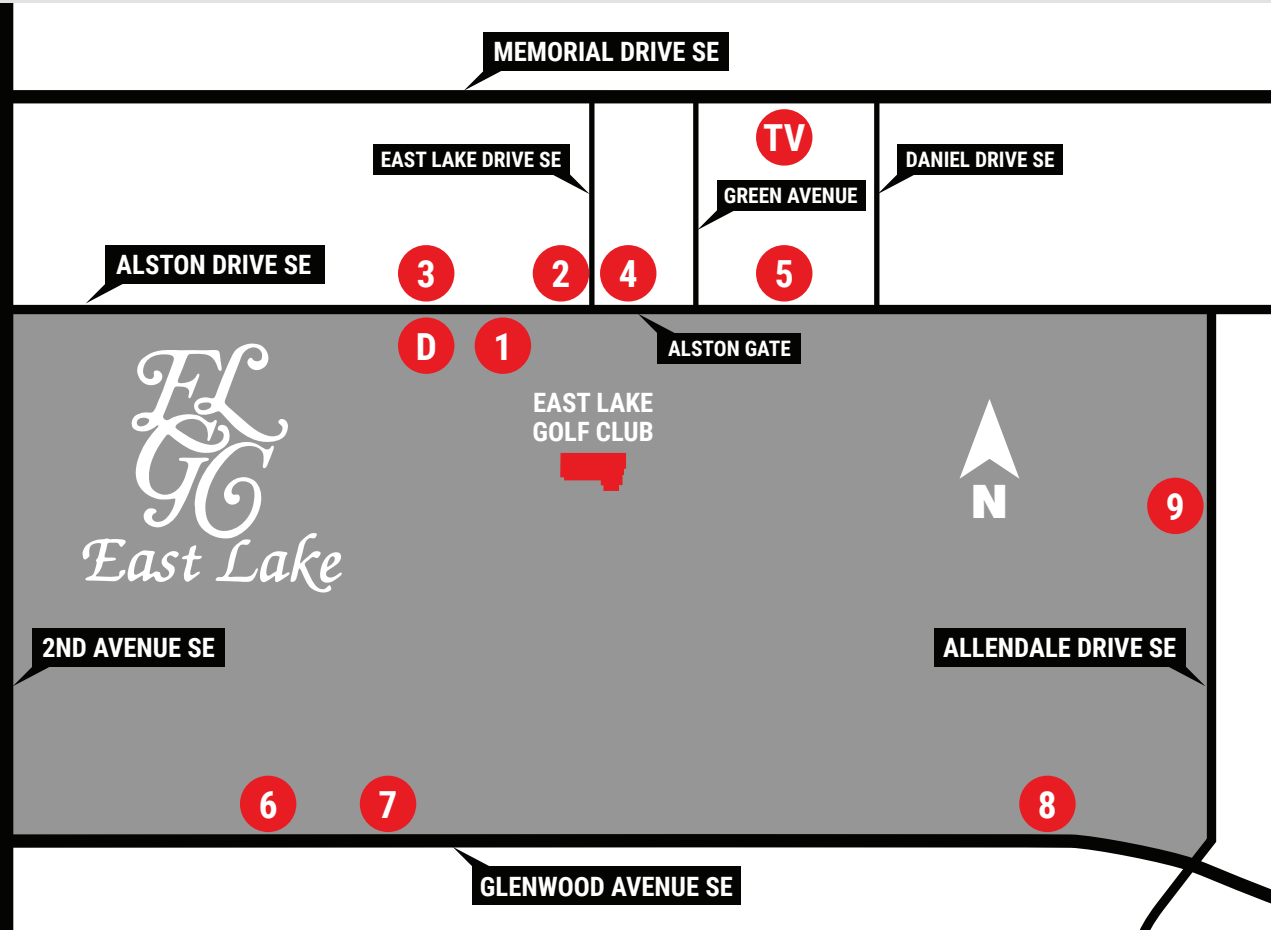 MEMORIAL DRIVE SE
TV
EAST LAKE DRIVE SE
DANIEL DRIVE SE
GREEN AVENUE
ALSTON DRIVE SE
3
2
4
5
D
1
ALSTON GATE
EAST LAKE
GOLF CLUB
EL
GC
East Lake
N
9
2ND AVENUE SE
ALLENDALE DRIVE SE
6
7
8
GLENWOOD AVENUE SE